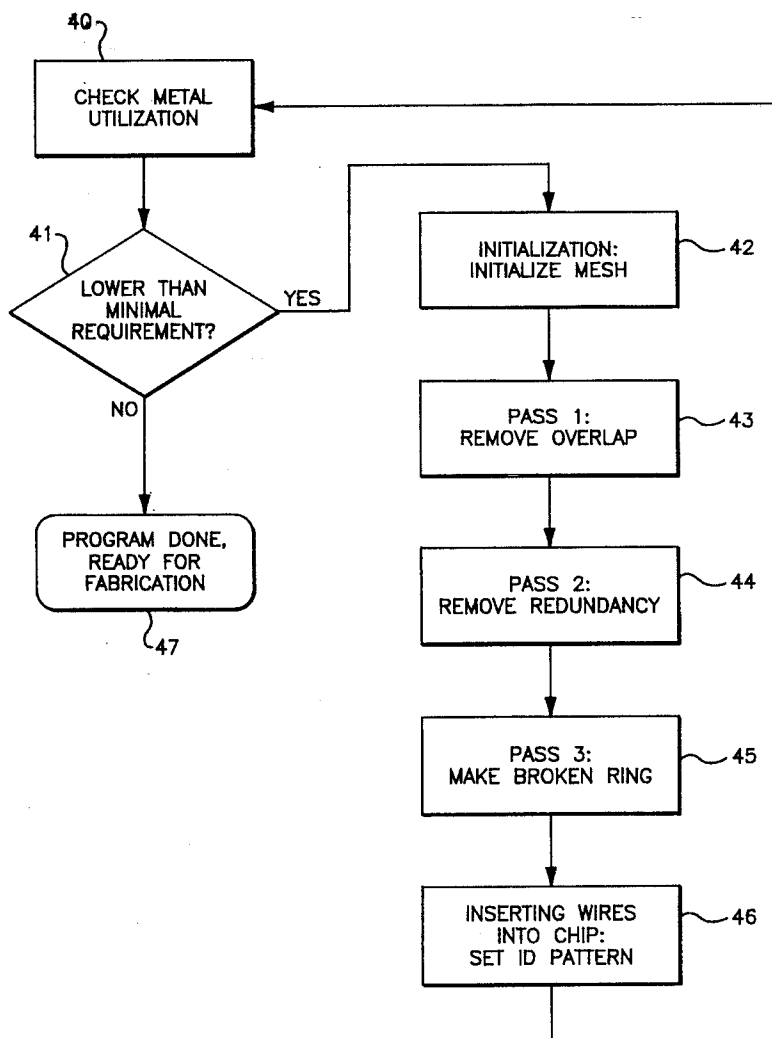 40
CHECK METAL
UTILIZATION
41
LOWER THAN
MINIMAL
REQUIREMENT?
YES
NO
PROGRAM DONE,
READY FOR
FABRICATION
47
INITIALIZATION:
INITIALIZE MESH
42
PASS 1:
REMOVE OVERLAP
43
PASS 2:
REMOVE REDUNDANCY
44
PASS 3:
MAKE BROKEN RING
45
INSERTING WIRES
INTO CHIP:
SET ID PATTERN
46